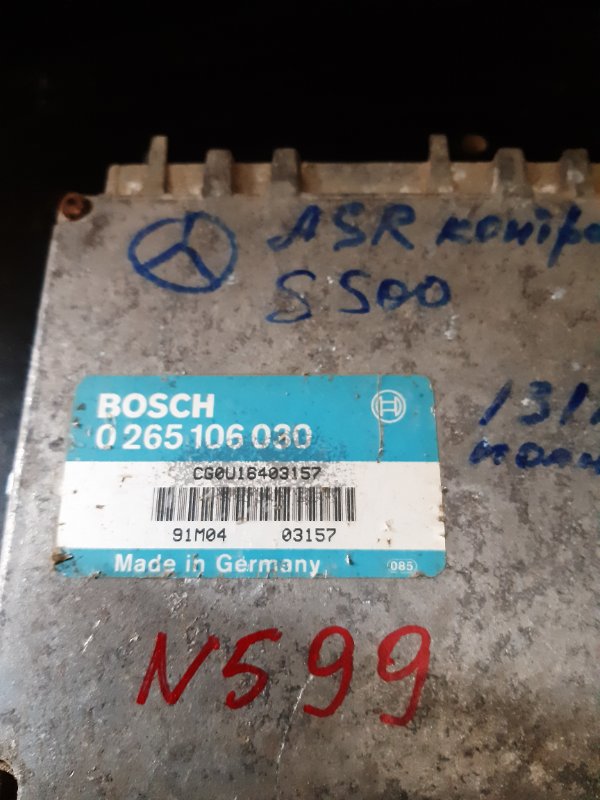 ASR
S500
BOSCH
0 265 106 030
CG0U16403157
91M04 03157
Made in Germany 085
N599